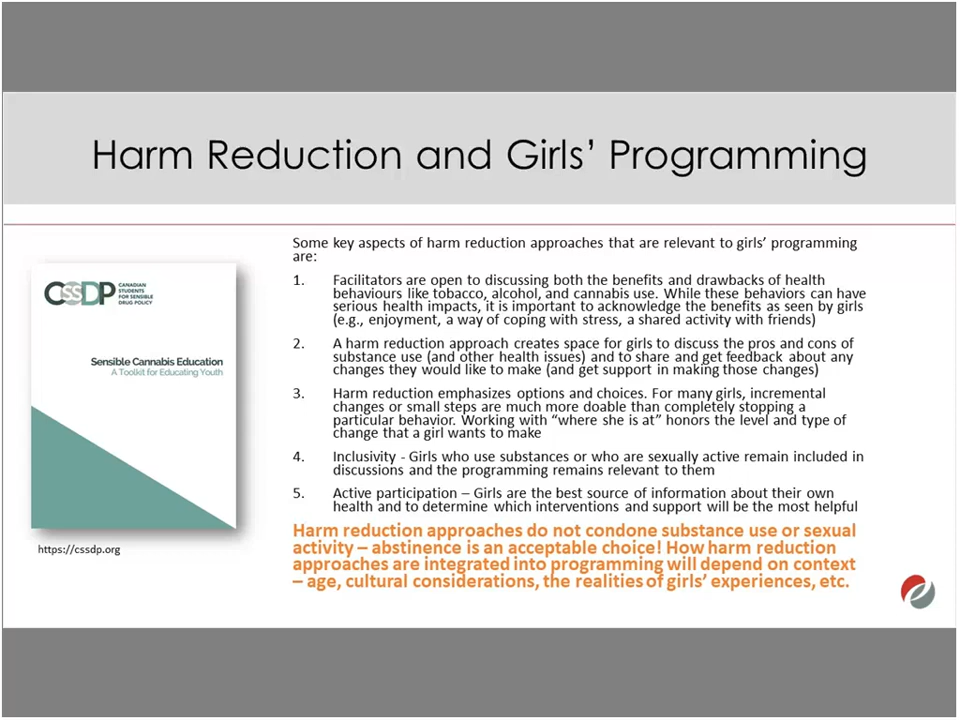 Harm Reduction and Girls' Programming
Some key aspects of harm reduction approaches that are relevant to girls' programming
are:
1. Facilitators are open to discussing both the benefits and drawbacks of health
behaviours like tobacco, alcohol, and cannabis use. While these behaviors can have
serious health impacts, it is important to acknowledge the benefits as seen by girls
(e.g., enjoyment, a way of coping with stress, a shared activity with friends)
2. A harm reduction approach creates space for girls to discuss the pros and cons of
substance use (and other health issues) and to share and get feedback about any
changes they would like to make (and get support in making those changes)
3. Harm reduction emphasizes options and choices. For many girls, incremental
changes or small steps are much more doable than completely stopping a
particular behavior. Working with “where she is at” honors the level and type of
change that a girl wants to make
4. Inclusivity - Girls who use substances or who are sexually active remain included in
discussions and the programming remains relevant to them
5. Active participation – Girls are the best source of information about their own
health and to determine which interventions and support will be the most helpful
Harm reduction approaches do not condone substance use or sexual
activity – abstinence is an acceptable choice! How harm reduction
approaches are integrated into programming will depend on context
– age, cultural considerations, the realities of girls' experiences, etc.
CSSDP
CANADIAN
STUDENTS
FOR SENSIBLE
DRUG POLICY
Sensible Cannabis Education
A Toolkit for Educating Youth
https://cssdp.org